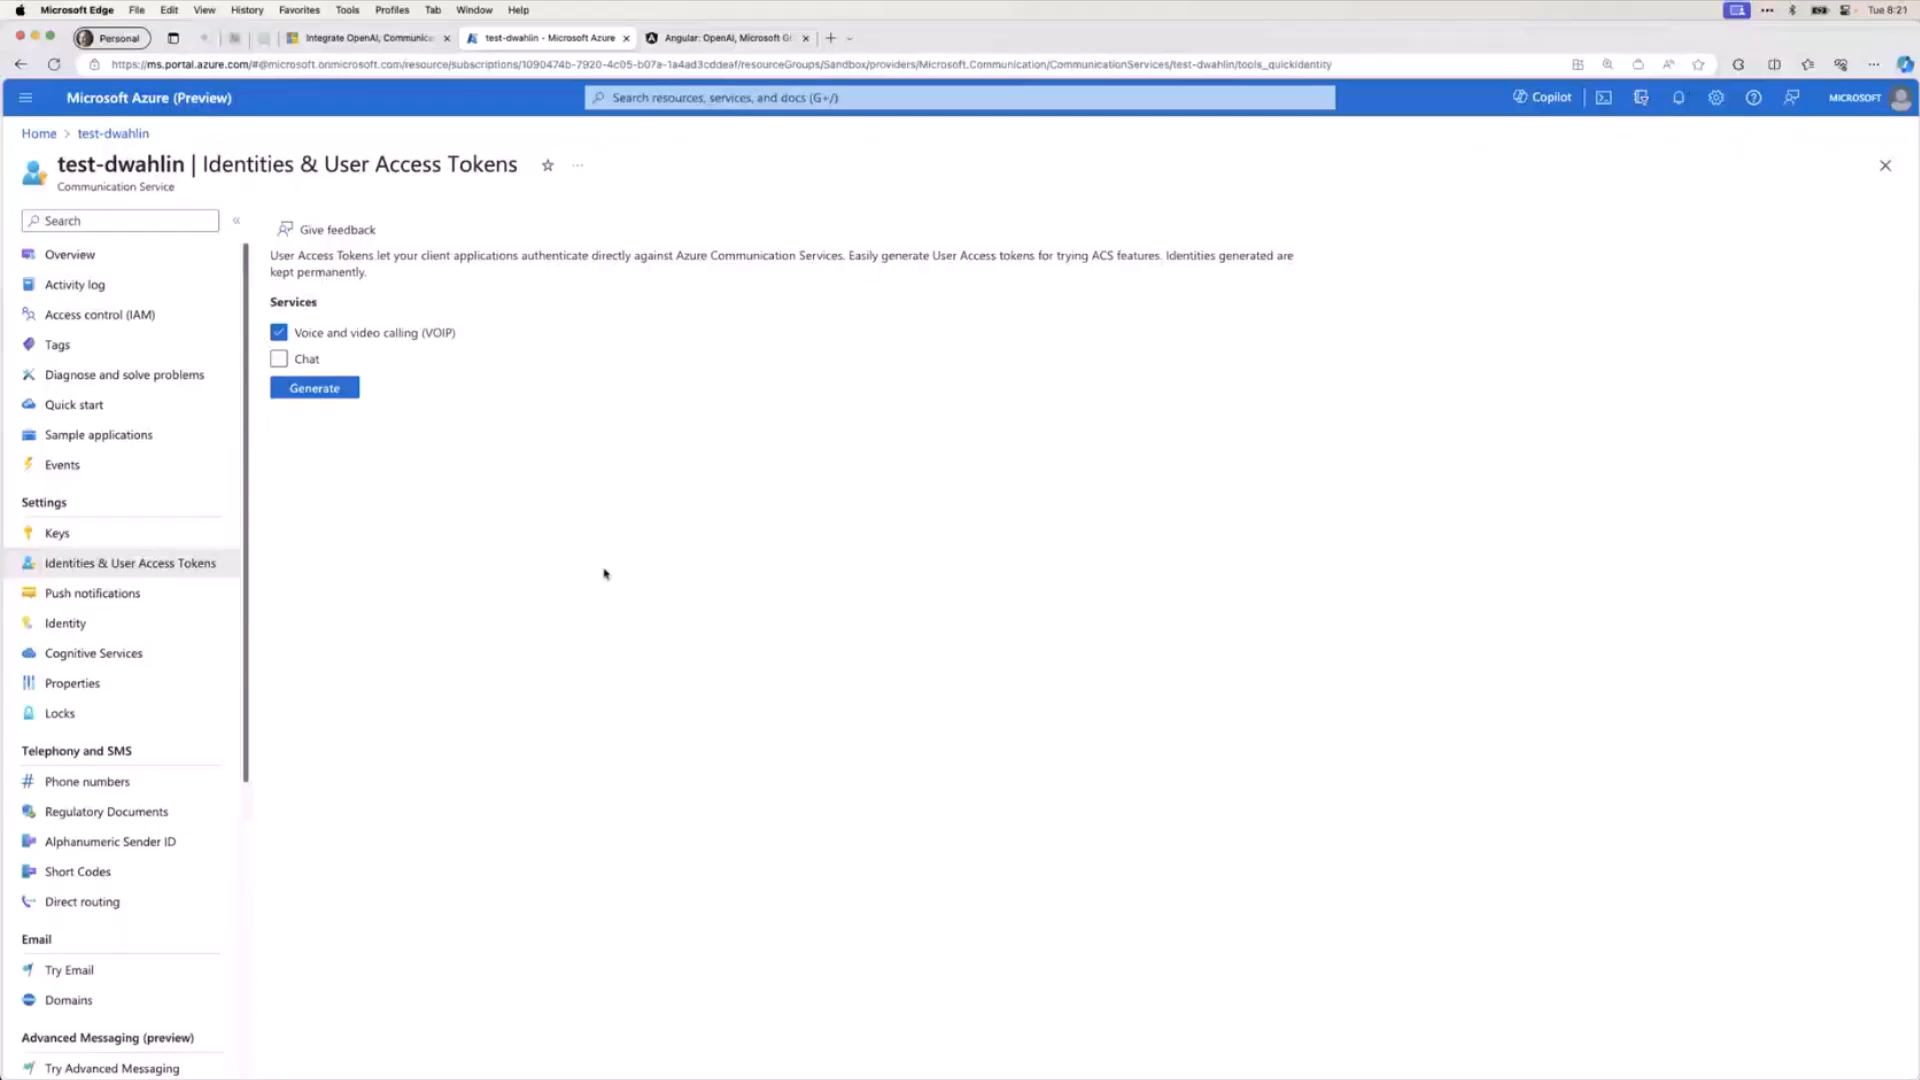 Microsoft Edge File Edit View History Favorites Tools Profiles Tab Window Help
Tue 8:21
Personal
Integrate OpenAI, Communic
test-dwahlin - Microsoft Azure
Angular: OpenAI, Microsoft Gr
https://ms.portal.azure.com/#@microsoft.onmicrosoft.com/resource/subscriptions/1090474b-7920-4c05-b07a-1a4ad3cddeaf/resourceGroups/Sandbox/providers/Microsoft.Communication/CommunicationServices/test-dwahlin/tools_quickidentity
Microsoft Azure (Preview)
Search resources, services, and docs (G+/)
Copilot
MICROSOFT
Home > test-dwahlin
test-dwahlin | Identities & User Access Tokens
Communication Service
Search
Overview
Activity log
Access control (IAM)
Tags
Diagnose and solve problems
Quick start
Sample applications
Events
Settings
Keys
Identities & User Access Tokens
Push notifications
Identity
Cognitive Services
Properties
Locks
Telephony and SMS
Phone numbers
Regulatory Documents
Alphanumeric Sender ID
Short Codes
Direct routing
Email
Try Email
Domains
Advanced Messaging (preview)
Try Advanced Messaging
Give feedback
User Access Tokens let your client applications authenticate directly against Azure Communication Services. Easily generate User Access tokens for trying ACS features. Identities generated are
kept permanently.
Services
Voice and video calling (VOIP)
Chat
Generate